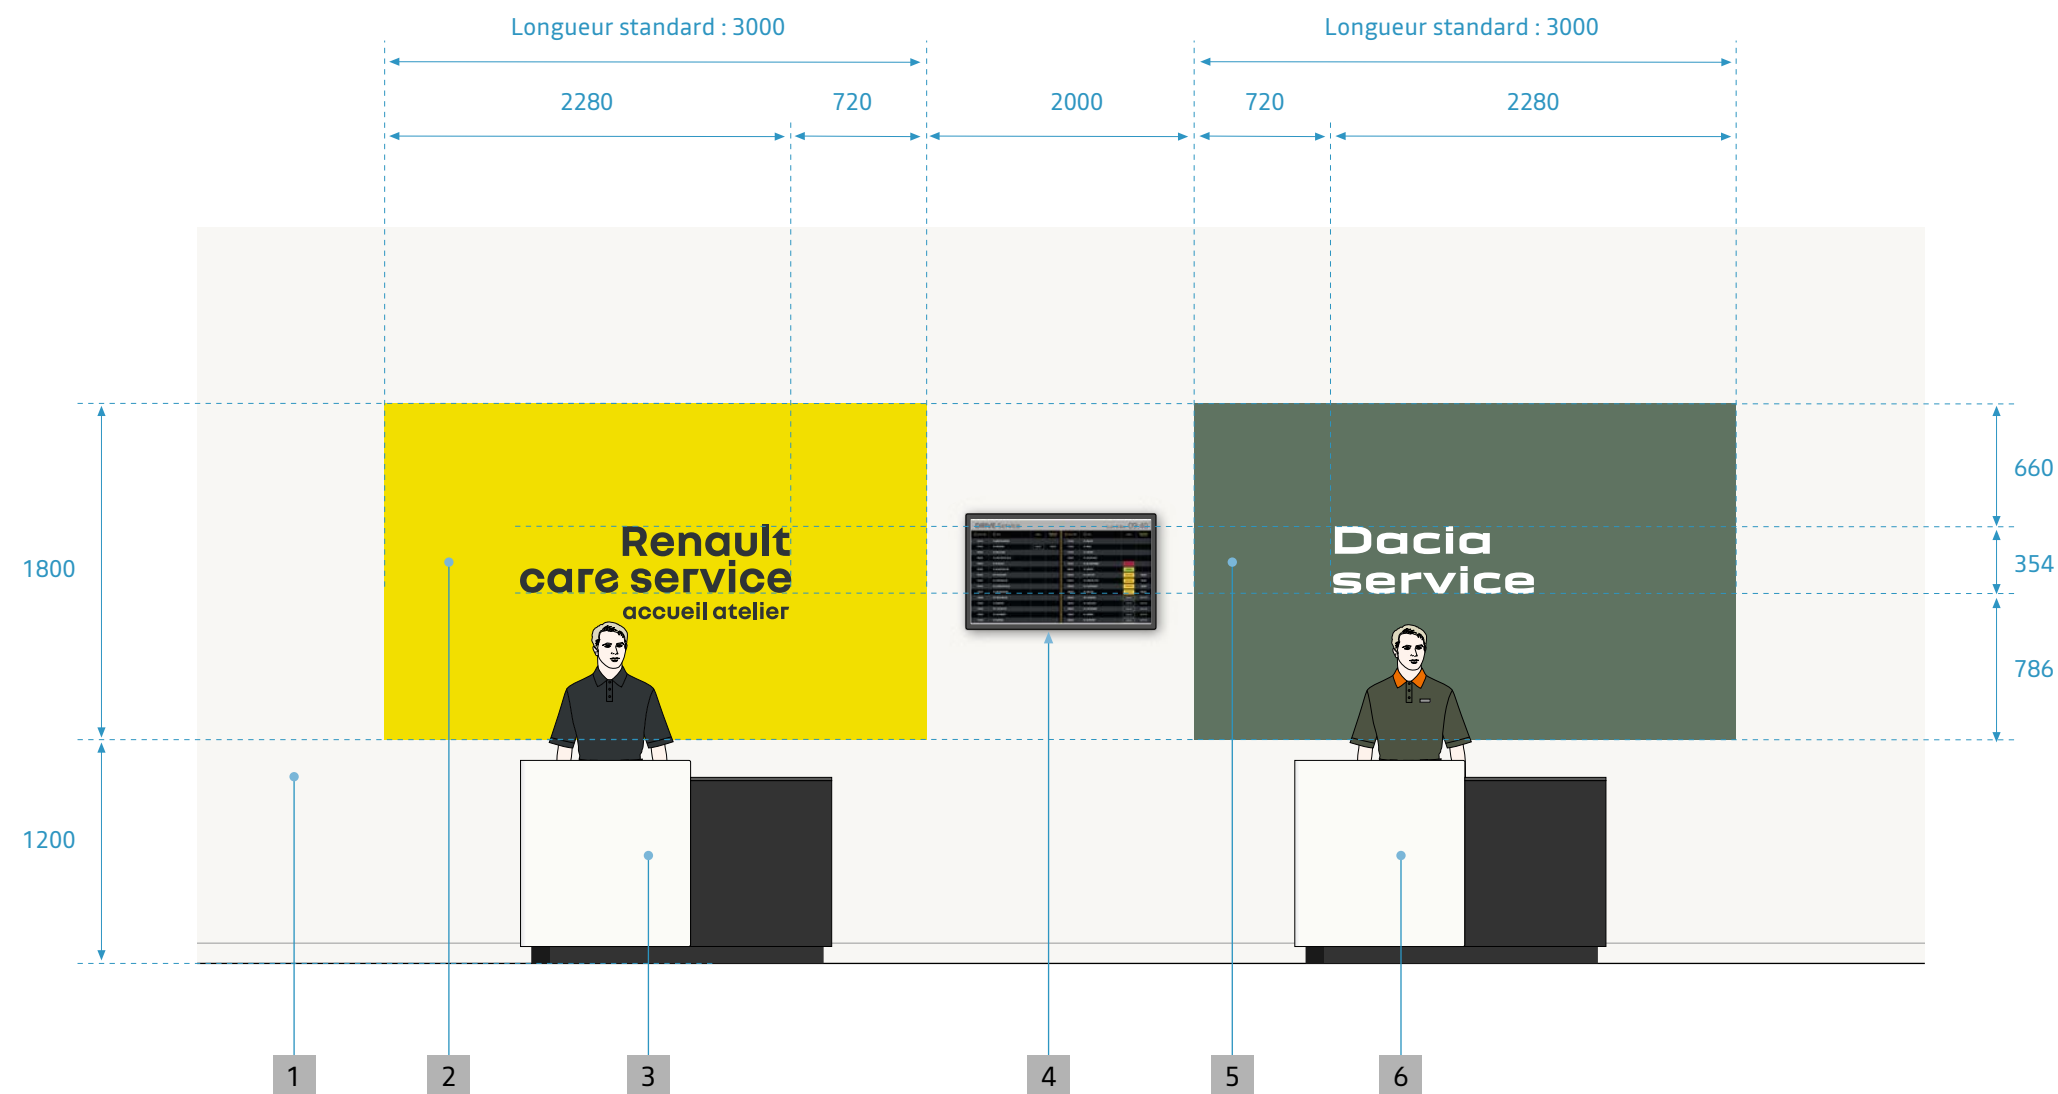 Longueur standard : 3000
Longueur standard : 3000
2280
720
2000
720
2280
660
354
786
1800
1200
Renault
care service
accueil atelier
Dacia
service
1
2
3
4
5
6